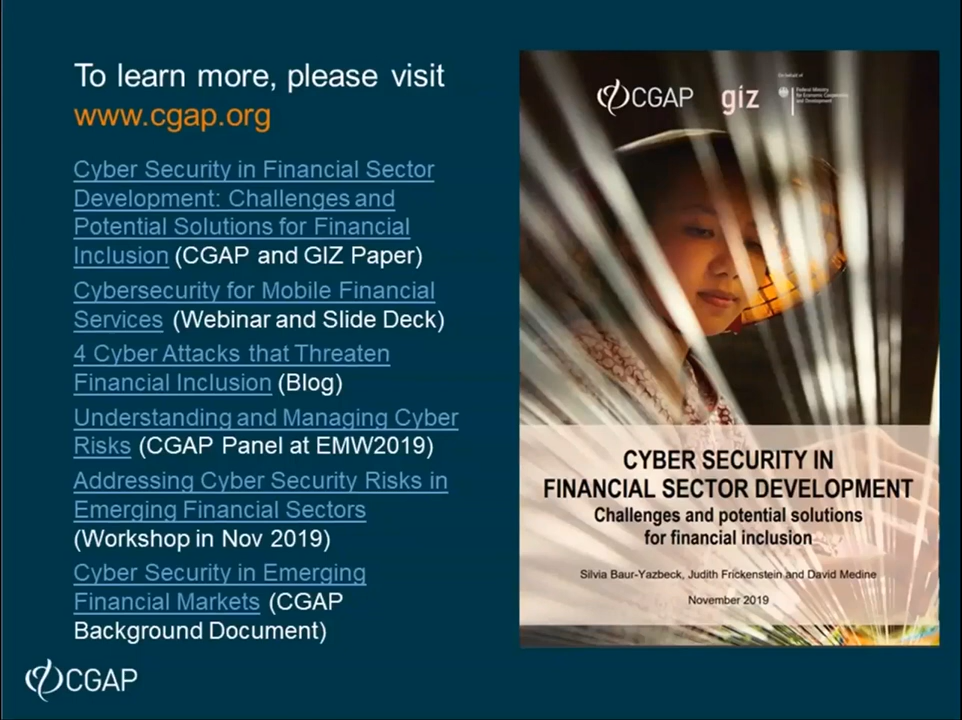 To learn more, please visit
www.cgap.org
Cyber Security in Financial Sector
Development: Challenges and
Potential Solutions for Financial
Inclusion (CGAP and GIZ Paper)
Cybersecurity for Mobile Financial
Services (Webinar and Slide Deck)
4 Cyber Attacks that Threaten
Financial Inclusion (Blog)
Understanding and Managing Cyber
Risks (CGAP Panel at EMW2019)
Addressing Cyber Security Risks in
Emerging Financial Sectors
(Workshop in Nov 2019)
Cyber Security in Emerging
Financial Markets (CGAP
Background Document)
CGAP
CGAP
giz
On behalf of
Federal Ministry
for Economic Cooperation
and Development
CYBER SECURITY IN
FINANCIAL SECTOR DEVELOPMENT
Challenges and potential solutions
for financial inclusion
Silvia Baur-Yazbeck, Judith Frickenstein and David Medine
November 2019